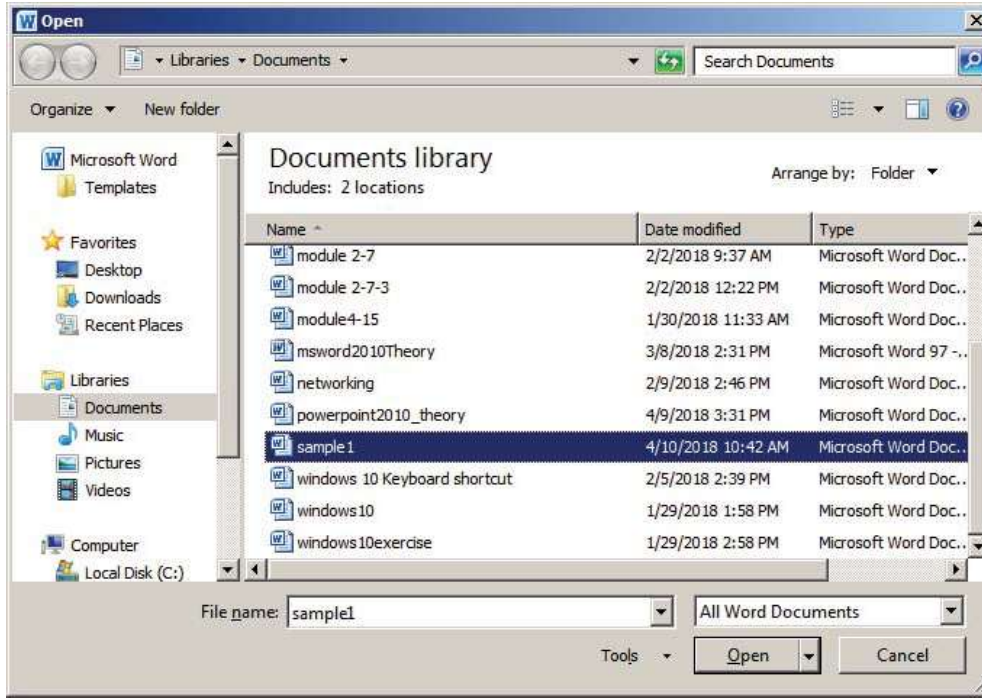 Open
Libraries Documents
Search Documents
Organize New folder
Microsoft Word
Templates
Favorites
Desktop
Downloads
Recent Places
Libraries
Documents
Music
Pictures
Videos
Computer
Local Disk (C:)
Documents library
Includes: 2 locations
Arrange by: Folder
Name Date modified Type
module 2-7 2/2/2018 9:37 AM Microsoft Word Doc..
module 2-7-3 2/2/2018 12:22 PM Microsoft Word Doc..
module4-15 1/30/2018 11:33 AM Microsoft Word Doc..
msword2010Theory 3/8/2018 2:31 PM Microsoft Word 97 -..
networking 2/9/2018 2:46 PM Microsoft Word Doc..
powerpoint2010_theory 4/9/2018 3:31 PM Microsoft Word Doc..
sample1 4/10/2018 10:42 AM Microsoft Word Doc..
windows 10 Keyboard shortcut 2/5/2018 2:39 PM Microsoft Word Doc..
windows10 1/29/2018 1:58 PM Microsoft Word Doc..
windows10exercise 1/29/2018 2:58 PM Microsoft Word Doc..
File name: sample1 All Word Documents
Tools Open Cancel